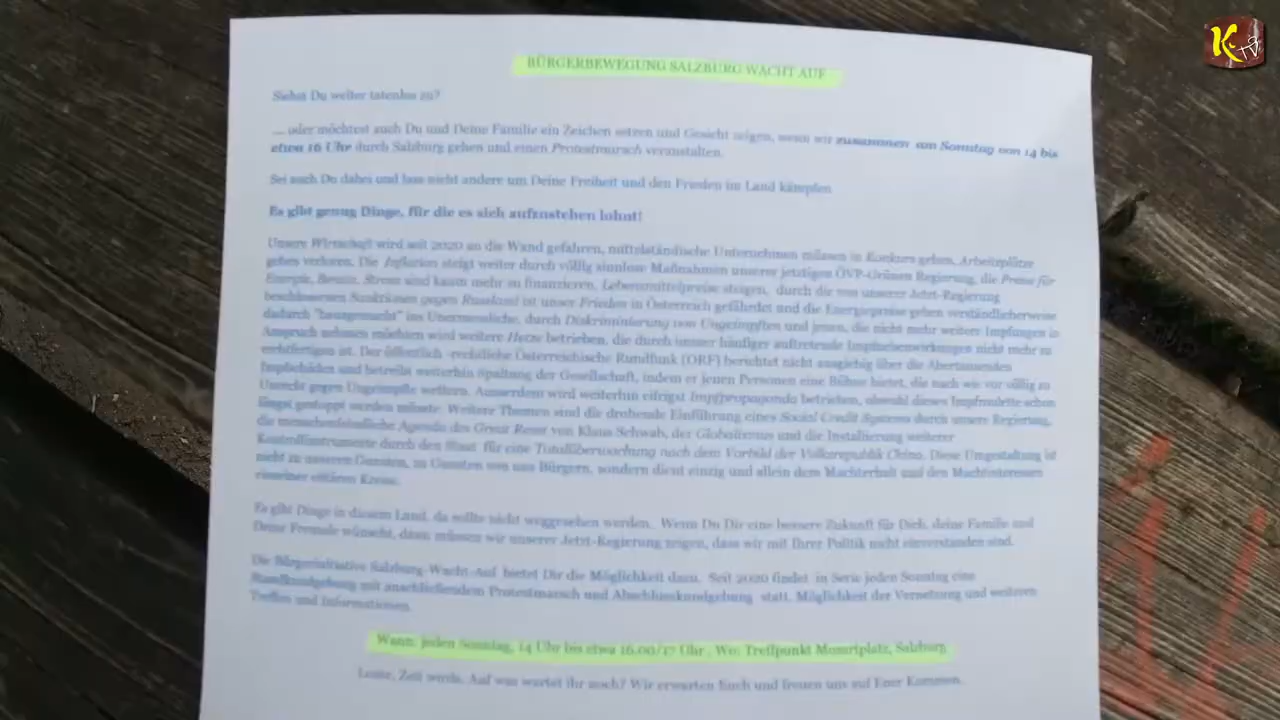 K TV
BÜRGERBEWEGUNG SALZBURG WACHT AUF
Siehst Du weiter tatenlos zu?
... oder möchtest auch Du und Deine Familie ein Zeichen setzen und Gesicht zeigen, wenn wir zusammen am Sonntag von 14 bis
etwa 16 Uhr durch Salzburg gehen und einen Protestmarsch veranstalten.
Sei auch Du dabei und lass nicht andere um Deine Freiheit und den Frieden im Land kämpfen
Es gibt genug Dinge, für die es sich aufzustehen lohnt!
Unsere Wirtschaft wird seit 2020 an die Wand gefahren, mittelständische Unternehmen müssen in Konkurs gehen, Arbeitsplätze
gehen verloren. Die Inflation steigt weiter durch völlig sinnlose Maßnahmen unserer jetzigen ÖVP-Grünen Regierung, die Preise für
Energie, Benzin, Strom sind kaum mehr zu finanzieren, Lebensmittelpreise steigen, durch die von unserer Jetzt-Regierung
beschlossenen Sanktionen gegen Russland ist unser Frieden in Österreich gefährdet und die Energiepreise gehen verständlicherweise
dadurch "hausgemacht" ins Unermessliche, durch Diskriminierung von Ungeimpften und jenen, die nicht mehr weitere Impfungen in
Anspruch nehmen möchten wird weitere Hetze betrieben, die durch immer häufiger auftretende Impfnebenwirkungen nicht mehr zu
rechtfertigen ist. Der öffentlich -rechtliche Österreichische Rundfunk (ORF) berichtet nicht ausgiebig über die Abertausenden
Impfschäden und betreibt weiterhin Spaltung der Gesellschaft, indem er jenen Personen eine Bühne bietet, die nach wie vor völlig zu
Unrecht gegen Ungeimpfte wettern. Ausserdem wird weiterhin eifrigst Impfpropaganda betrieben, obwohl dieses Impfmalrite schon
längst gestoppt werden müsste. Weitere Themen sind die drohende Einführung eines Social Credit Systems durch unsere Regierung,
die menschenfeindliche Agenda des Great Reset von Klaus Schwab, der Globalismus und die Installierung weiterer
Kontrollinstrumente durch den Staat für eine Totalüberwachung nach dem Vorbild der Volksrepublik China. Diese Umgestaltung ist
nicht zu unseren Gunsten, zu Gunsten von uns Bürgern, sondern dient einzig und allein dem Machterhalt und den Machtinteressen
einzelner elitären Kreise.
Es gibt Dinge in diesem Land, da sollte nicht weggesehen werden. Wenn Du Dir eine bessere Zukunft für Dich, deine Familie und
Deine Freunde wünscht, dann müssen wir unserer Jetzt-Regierung zeigen, dass wir mit Ihrer Politik nicht einverstanden sind.
Die Bürgerinitiative Salzburg-Wacht-Auf bietet Dir die Möglichkeit dazu. Seit 2020 findet in Serie jeden Sonntag eine
Standkundgebung mit anschließendem Protestmarsch und Abschlusskundgebung statt. Möglichkeit der Vernetzung und weiteren
Treffen und Informationen.
Wann: jeden Sonntag, 14 Uhr bis etwa 16.00/17 Uhr , Wo: Treffpunkt Mozartplatz, Salzburg
Leute, Zeit wirds. Auf was wartet ihr noch? Wir erwarten Euch und freuen uns auf Euer Kommen.